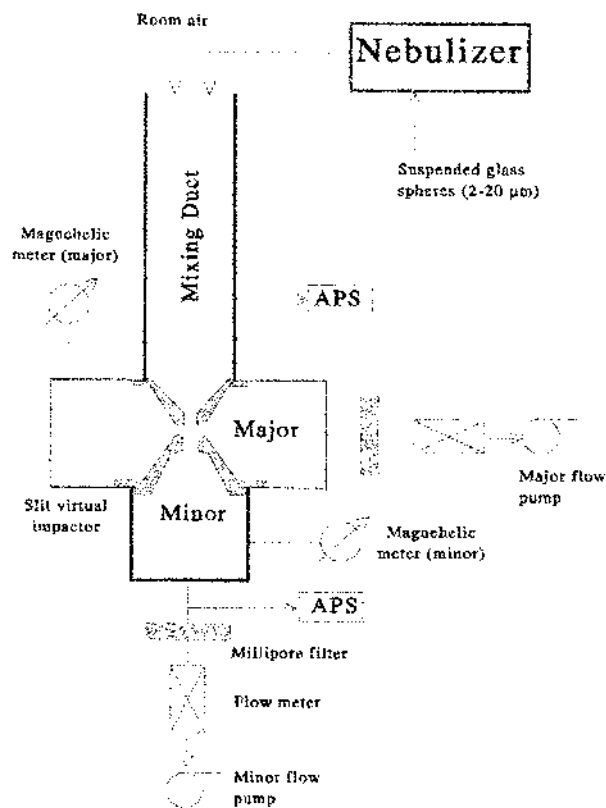 Room air
Nebulizer
Suspended glass
spheres (2-20 µm)
Mixing Duct
Magnehelic
meter (major)
APS
Major
Major flow
pump
Slit virtual
impactor
Minor
Magnehelic
meter (minor)
APS
Millipore filter
Flow meter
Minor flow
pump